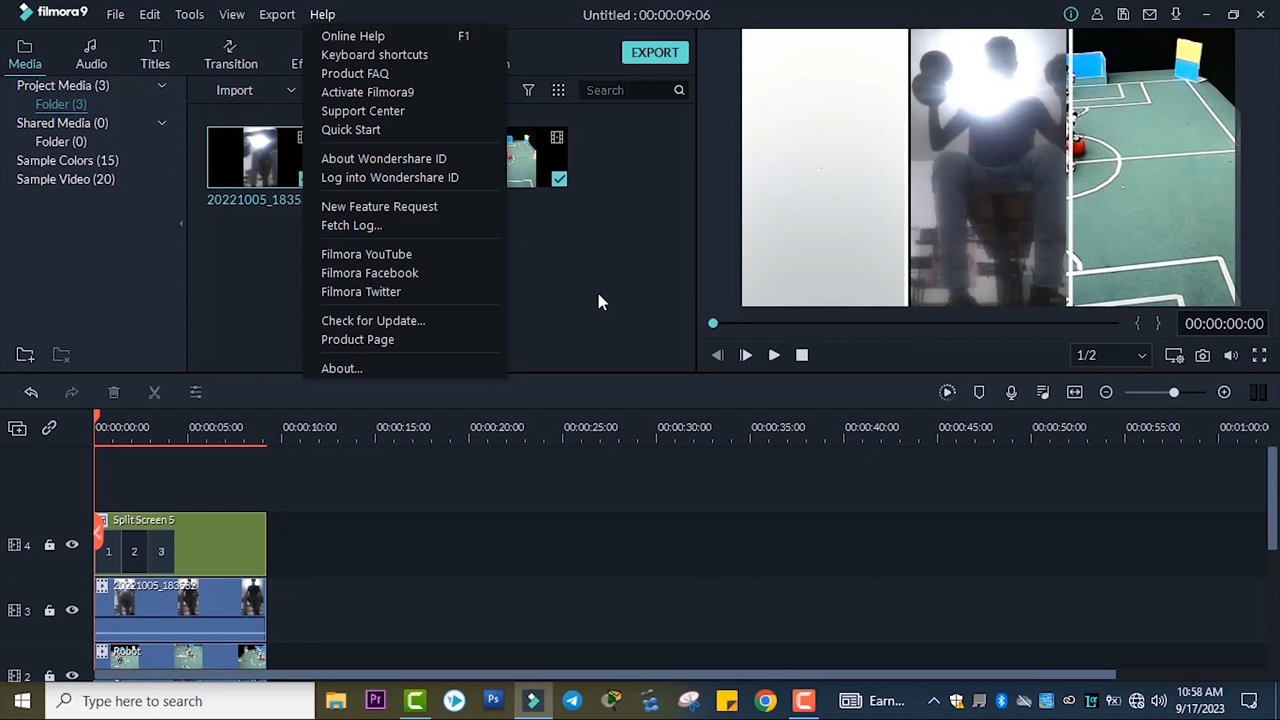 filmora9
File Edit Tools View Export Help
Untitled : 00:00:09:06
Media Audio Titles Transition
EXPORT
Online Help F1
Keyboard shortcuts
Product FAQ
Activate Filmora9
Support Center
Quick Start
About Wondershare ID
Log into Wondershare ID
New Feature Request
Fetch Log...
Filmora YouTube
Filmora Facebook
Filmora Twitter
Check for Update...
Product Page
About...
Project Media (3)
Folder (3)
Shared Media (0)
Folder (0)
Sample Colors (15)
Sample Video (20)
Import
Search
1/2
00:00:00:00
00:00:00:00 00:00:05:00 00:00:10:00 00:00:15:00 00:00:20:00 00:00:25:00 00:00:30:00 00:00:35:00 00:00:40:00 00:00:45:00 00:00:50:00 00:00:55:00 00:01:00:0
4
Split Screen 5
1 2 3
3
20221005_183532
2
Robot
Type here to search
Pr
Ps
Earn...
10:58 AM
9/17/2023